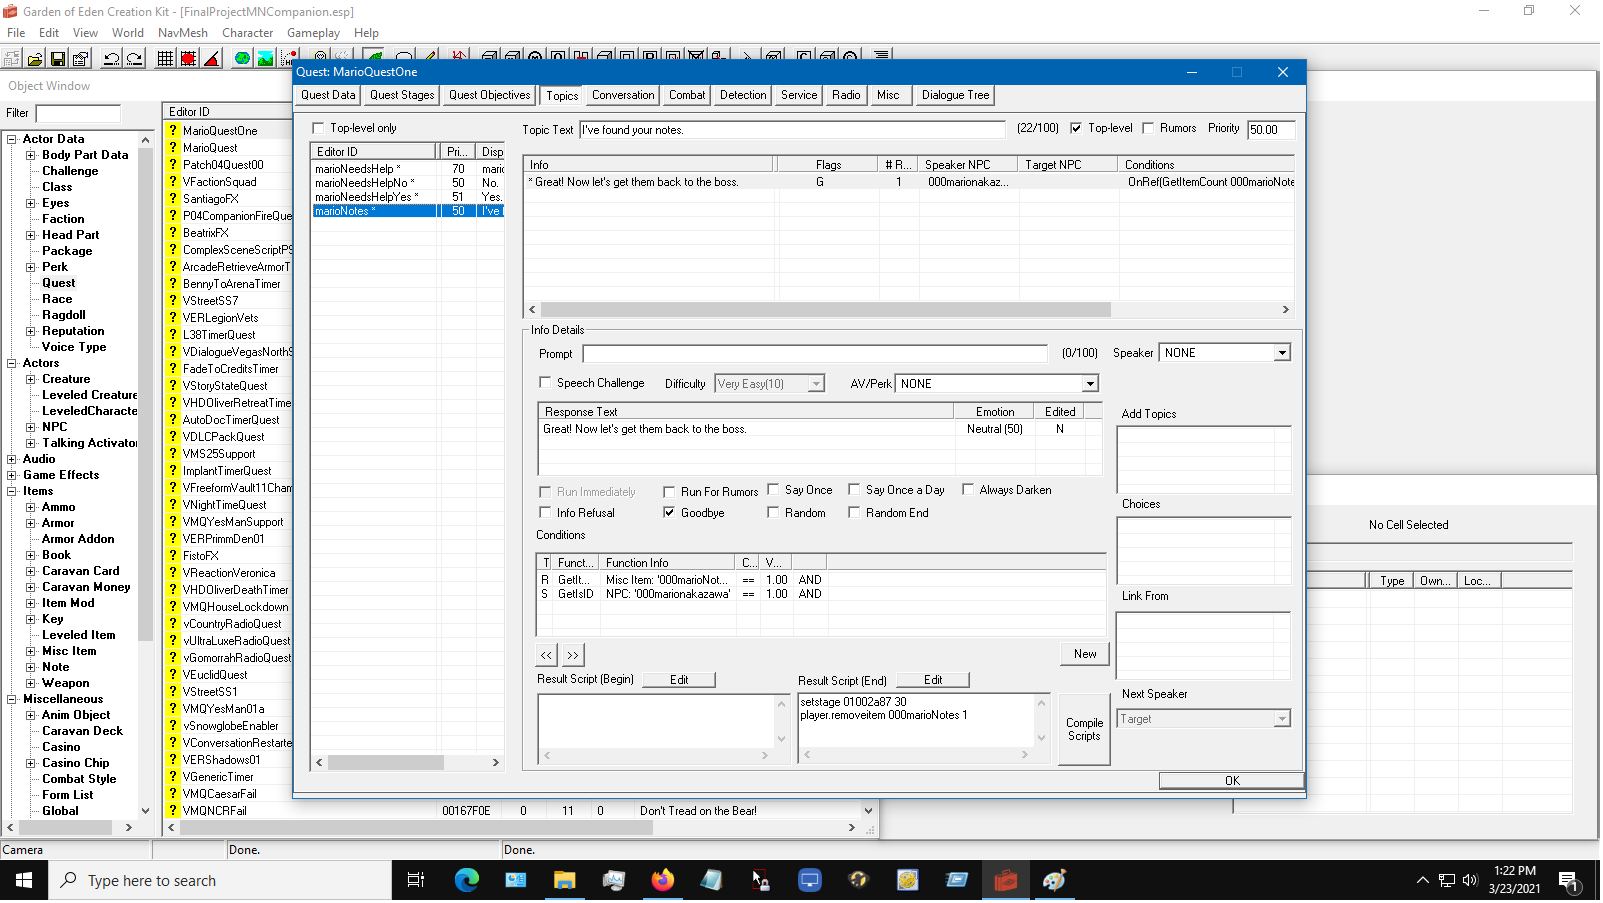 Garden of Eden Creation Kit - [FinalProjectMNCompanion.esp]
File Edit View World NavMesh Character Gameplay Help
Object Window
Filter
Actor Data
Body Part Data
Challenge
Class
Eyes
Faction
Head Part
Package
Perk
Quest
Race
Ragdoll
Reputation
Voice Type
Actors
Creature
Leveled Creature
LeveledCharacte
NPC
Talking Activator
Audio
Game Effects
Items
Ammo
Armor
Armor Addon
Book
Caravan Card
Caravan Money
Item Mod
Key
Leveled Item
Misc Item
Note
Weapon
Miscellaneous
Anim Object
Caravan Deck
Casino
Casino Chip
Combat Style
Form List
Global
Editor ID
? MarioQuestOne
? MarioQuest
? Patch04Quest00
? VFactionSquad
? SantiagoFX
? P04CompanionFireQue
? BeatrixFX
? ComplexSceneScriptPS
? ArcadeRetrieveArmorT
? BennyToArenaTimer
? VStreetSS7
? VERLegionVets
? L38TimerQuest
? VDialogueVegasNorthS
? FadeToCreditsTimer
? VStoryStateQuest
? VHDOliverRetreatTimer
? AutoDocTimerQuest
? VDLCPackQuest
? VMS25Support
? ImplantTimerQuest
? VFreeformVault11Cham
? VNightTimeQuest
? VMQYesManSupport
? VERPrimmDen01
? FistoFX
? VReactionVeronica
? VHDOliverDeathTimer
? VMQHouseLockdown
? vCountryRadioQuest
? vUltraLuxeRadioQuest
? vGomorrahRadioQuest
? VEuclidQuest
? VStreetSS1
? VMQYesMan01a
? vSnowglobeEnabler
? VConversationRestarte
? VERShadows01
? VGenericTimer
? VMQCaesarFail
? VMQNCRFail 00167F0E 0 11 0 Don't Tread on the Bear!
Quest: MarioQuestOne
Quest Data Quest Stages Quest Objectives Topics Conversation Combat Detection Service Radio Misc Dialogue Tree
Top-level only
Editor ID Pri... Disp
marioNeedsHelp * 70 maric
marioNeedsHelpNo * 50 No.
marioNeedsHelpYes * 51 Yes.
marioNotes * 50 I've l
Topic Text I've found your notes. (22/100) Top-level Rumors Priority 50.00
Info Flags # R... Speaker NPC Target NPC Conditions
* Great! Now let's get them back to the boss. G 1 000marionakaz... OnRef(GetItemCount 000marioNote
Info Details
Prompt (0/100) Speaker NONE
Speech Challenge Difficulty Very Easy(10) AV/Perk NONE
Response Text Emotion Edited
Great! Now let's get them back to the boss. Neutral (50) N
Add Topics
Run Immediately Run For Rumors Say Once Say Once a Day Always Darken
Info Refusal Goodbye Random Random End
Choices
Conditions
T Funct... Function Info C... V...
R GetIt... Misc Item: '000marioNot... == 1.00 AND
S GetIsID NPC: '000marionakazawa' == 1.00 AND
Link From
<< >> New
Result Script (Begin) Edit Result Script (End) Edit
setstage 01002a87 30
player.removeitem 000marioNotes 1
Compile
Scripts
Next Speaker
Target
OK
No Cell Selected
Type Own... Loc...
Camera Done. Done.
Type here to search
1:22 PM
3/23/2021
1